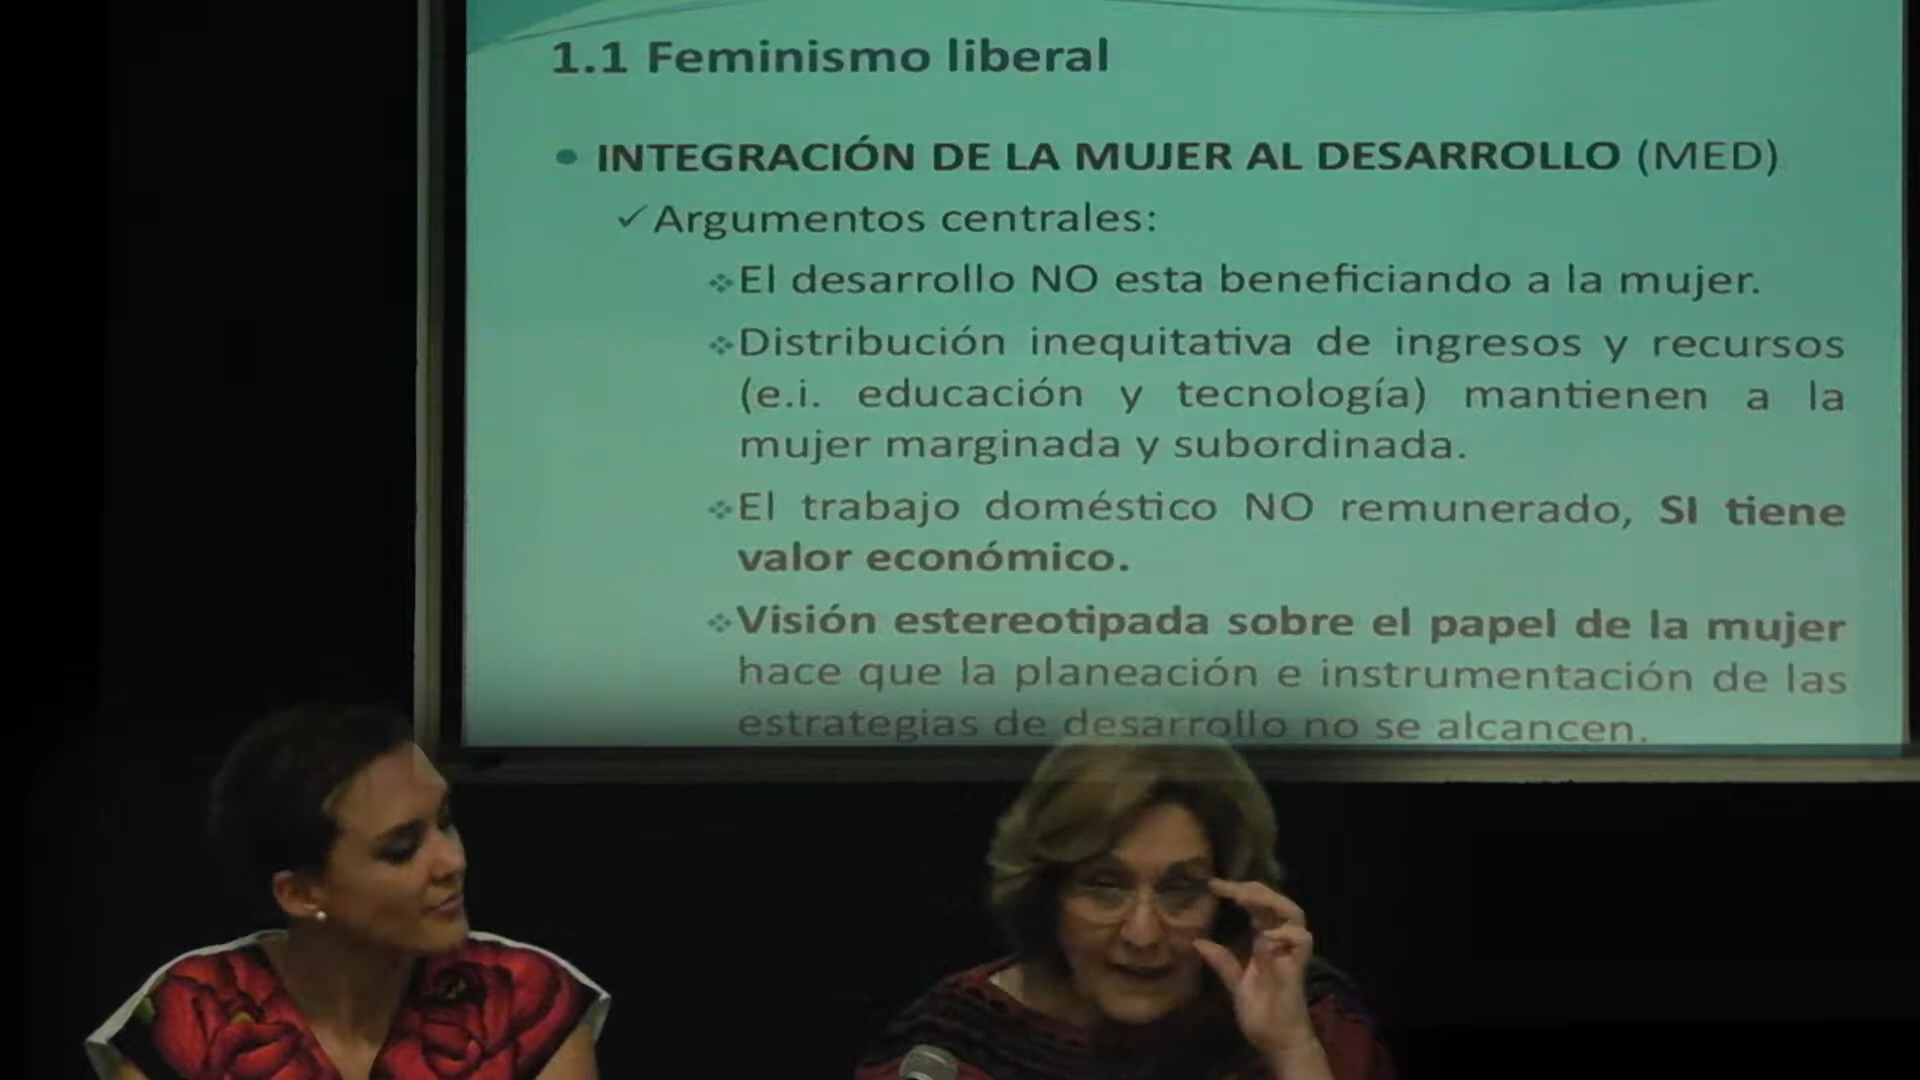 1.1 Feminismo liberal
INTEGRACIÓN DE LA MUJER AL DESARROLLO (MED)
Argumentos centrales:
El desarrollo NO esta beneficiando a la mujer.
Distribución inequitativa de ingresos y recursos
(e.i. educación y tecnología) mantienen a la
mujer marginada y subordinada.
El trabajo doméstico NO remunerado, SI tiene
valor económico.
Visión estereotipada sobre el papel de la mujer
hace que la planeación e instrumentación de las
estrategias de desarrollo no se alcancen.